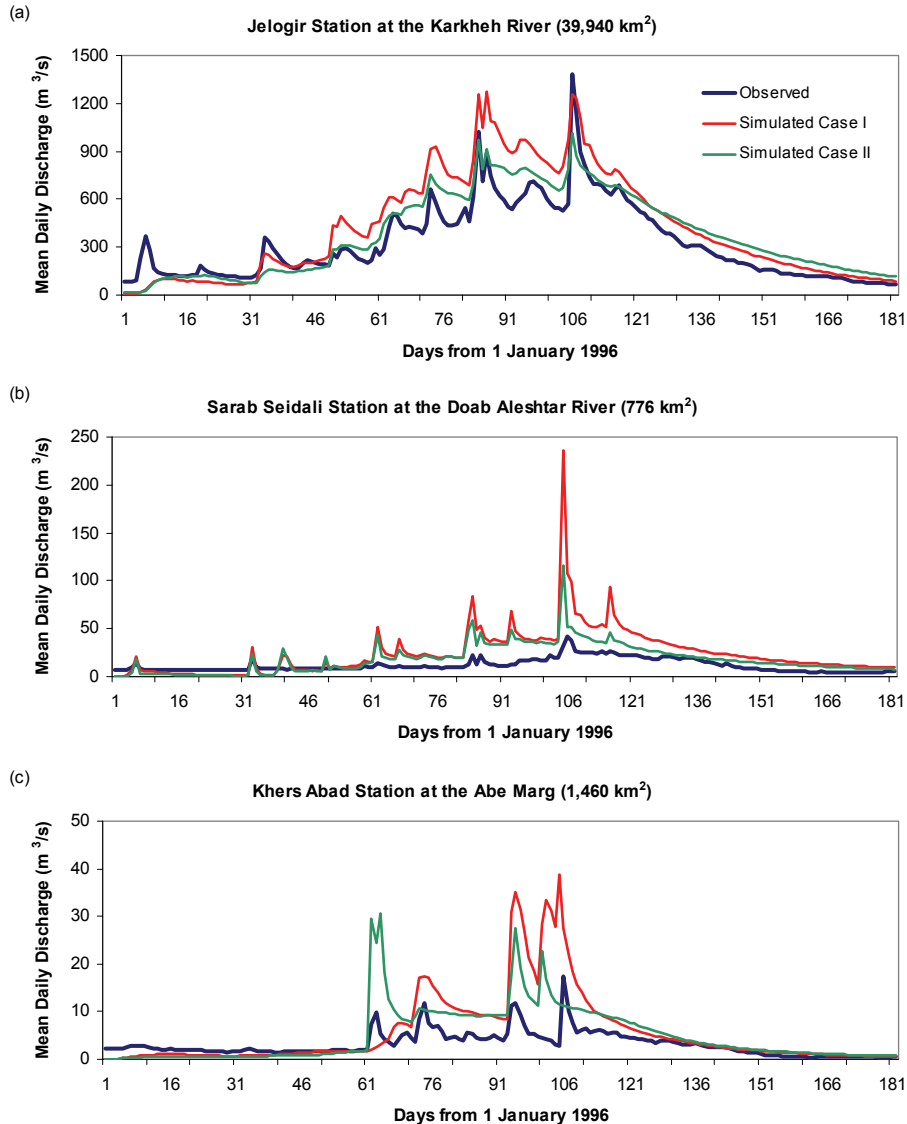 (a)
Jelogir Station at the Karkheh River (39,940 km²)
Mean Daily Discharge (m³/s)
1500
1200
900
600
300
0
Observed
Simulated Case I
Simulated Case II
1 16 31 46 61 76 91 106 121 136 151 166 181
Days from 1 January 1996
(b)
Sarab Seidali Station at the Doab Aleshtar River (776 km²)
Mean Daily Discharge (m³/s)
250
200
150
100
50
0
1 16 31 46 61 76 91 106 121 136 151 166 181
Days from 1 January 1996
(c)
Khers Abad Station at the Abe Marg (1,460 km²)
Mean Daily Discharge (m³/s)
50
40
30
20
10
0
1 16 31 46 61 76 91 106 121 136 151 166 181
Days from 1 January 1996